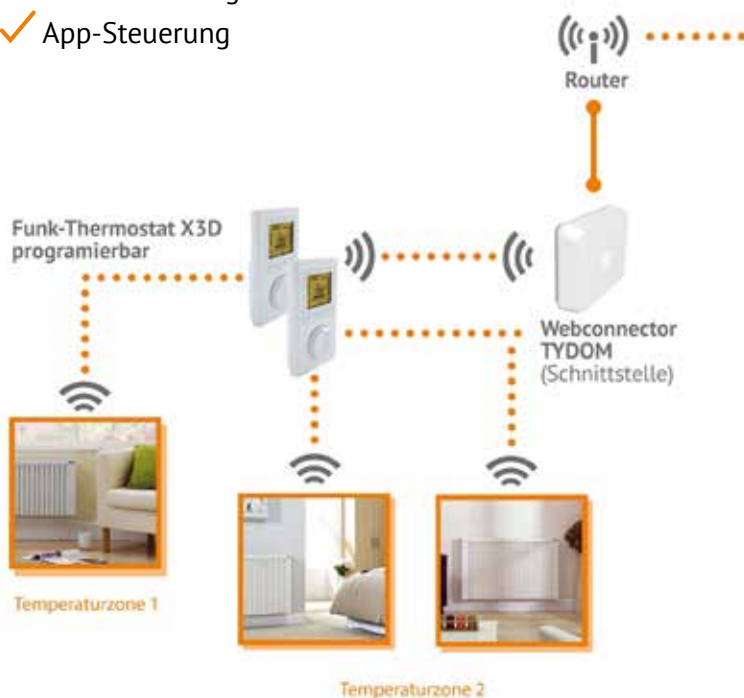 App-Steuerung
Router
Funk-Thermostat X3D
programierbar
Webconnector
TYDOM
(Schnittstelle)
Temperaturzone 1
Temperaturzone 2